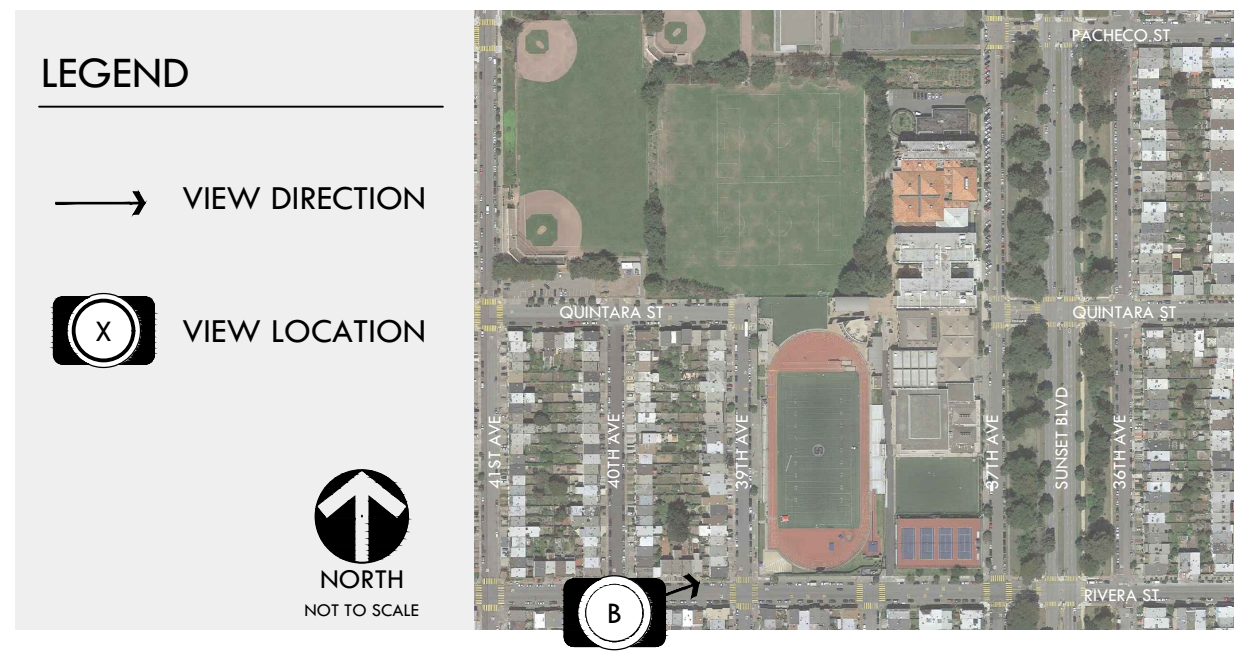 LEGEND
VIEW DIRECTION
X
VIEW LOCATION
NORTH
NOT TO SCALE
PACHECO ST
QUINTARA ST
QUINTARA ST
41ST AVE
40TH AVE
39TH AVE
37TH AVE
SUNSET BLVD
36TH AVE
RIVERA ST
B